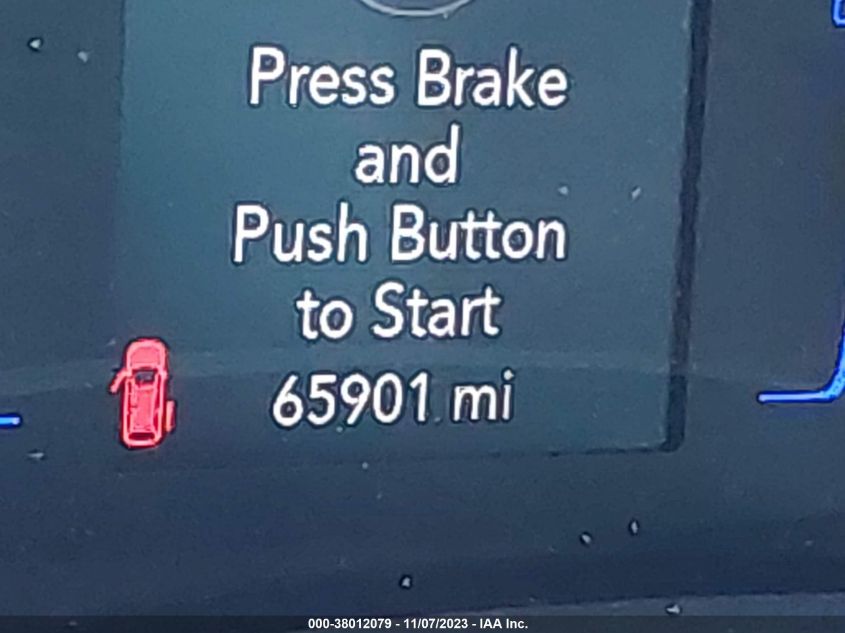 Press Brake
and
Push Button
to Start
65901 mi
000-38012079 - 11/07/2023 - IAA Inc.